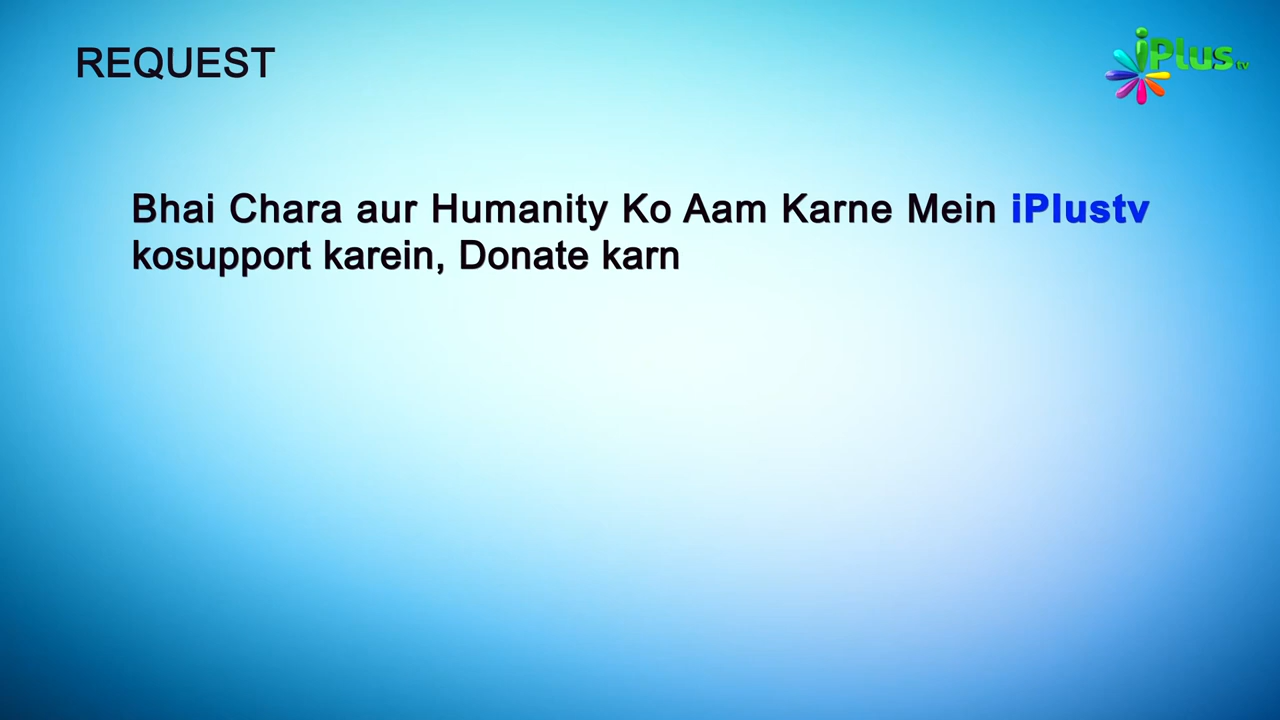 REQUEST
iPlus tv
Bhai Chara aur Humanity Ko Aam Karne Mein iPlustv
kosupport karein, Donate karn